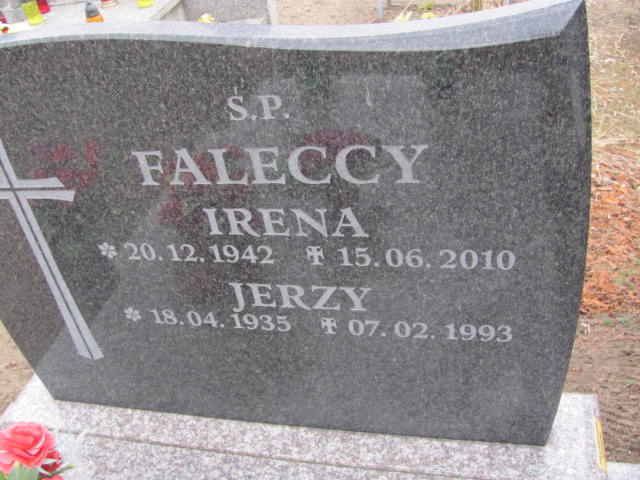 S.P.
FALECCY
IRENA
20.12.1942 15.06.2010
JERZY
18.04.1935 07.02.1993